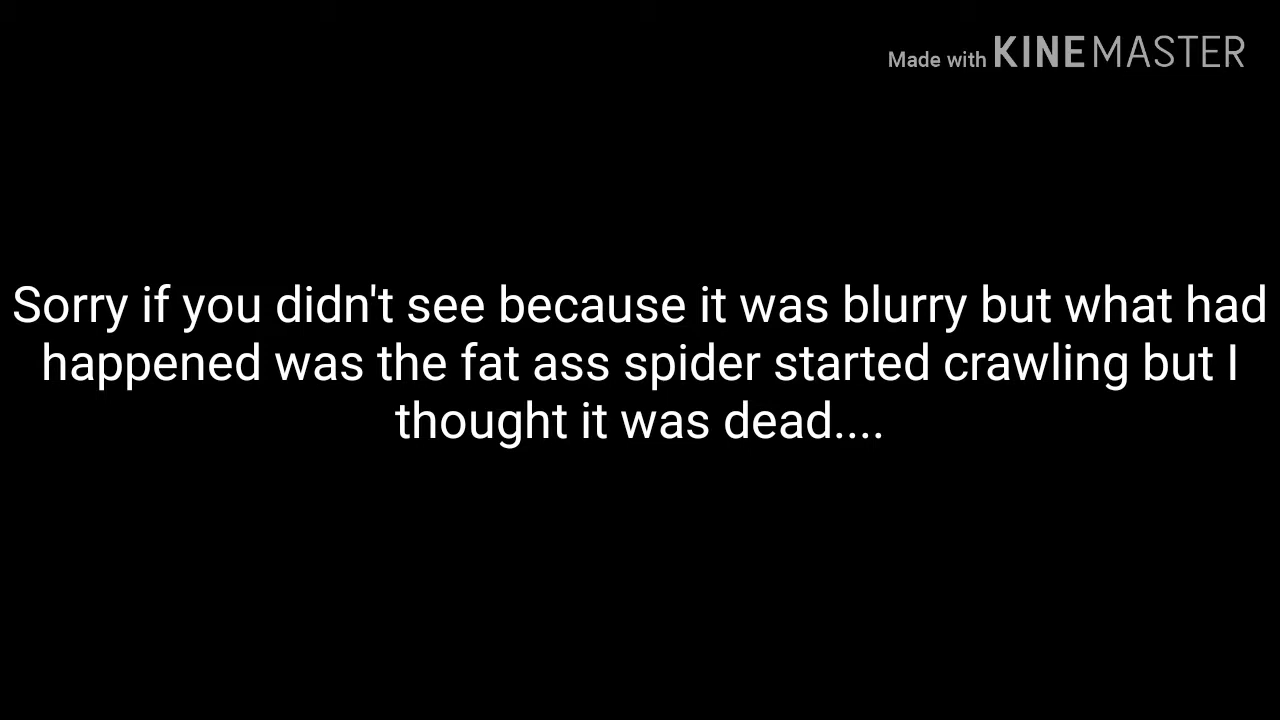 Made with KINEMASTER
Sorry if you didn't see because it was blurry but what had
happened was the fat ass spider started crawling but I
thought it was dead....